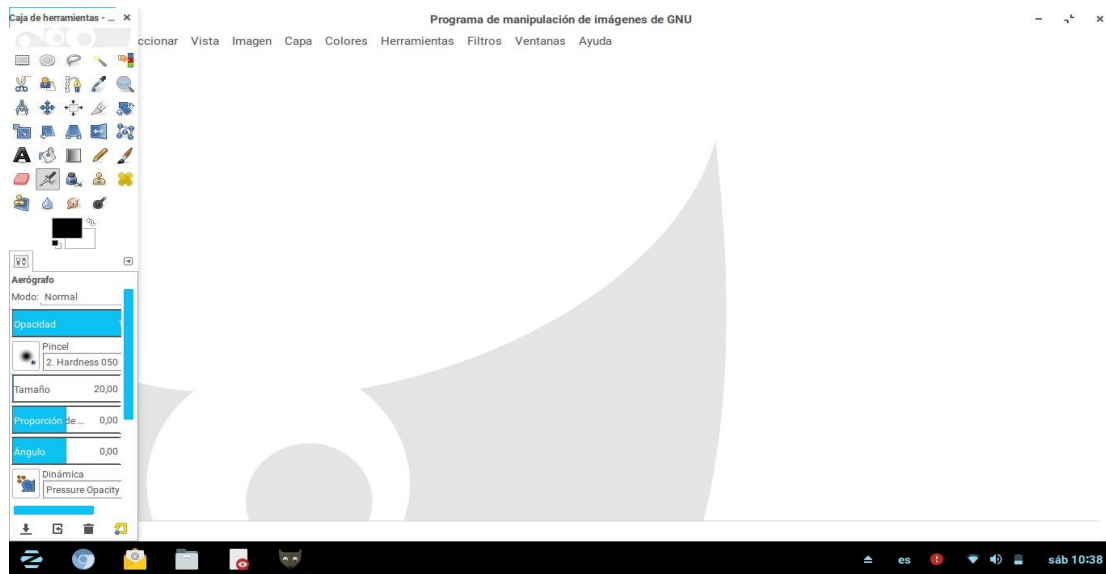 Caja de herramientas - ...
Programa de manipulación de imágenes de GNU
ccionar Vista Imagen Capa Colores Herramientas Filtros Ventanas Ayuda
Aerógrafo
Modo: Normal
Opacidad 1
Pincel
2. Hardness 050
Tamaño 20,00
Proporción de ... 0,00
Ángulo 0,00
Dinámica
Pressure Opacity
es
sáb 10:38